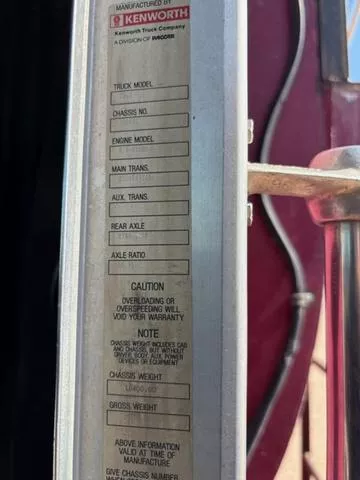 MANUFACTURED BY
KENWORTH
Kenworth Truck Company
A DIVISION OF PACCAR
TRUCK MODEL
CHASSIS NO.
ENGINE MODEL
MAIN TRANS.
AUX. TRANS.
REAR AXLE
AXLE RATIO
CAUTION
OVERLOADING OR
OVERSPEEDING WILL
VOID YOUR WARRANTY
NOTE
CHASSIS WEIGHT INCLUDES CAB
AND CHASSIS, BUT WITHOUT
DRIVER, BODY, AUX. POWER
DEVICES OR EQUIPMENT
CHASSIS WEIGHT
GROSS WEIGHT
ABOVE INFORMATION
VALID AT TIME OF
MANUFACTURE
GIVE CHASSIS NUMBER